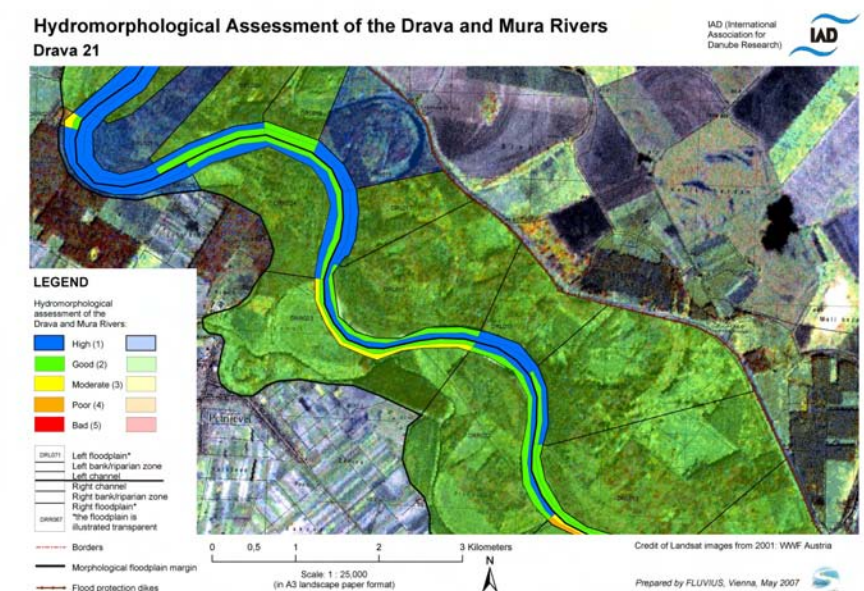 Hydromorphological Assessment of the Drava and Mura Rivers
Drava 21
IAD (International
Association for
Danube Research)
IAD
LEGEND
Hydromorphological
assessment of the
Drava and Mura Rivers:
High (1)
Good (2)
Moderate (3)
Poor (4)
Bad (5)
DRL071
Left floodplain*
Left bank/riparian zone
Left channel
Right channel
Right bank/riparian zone
Right floodplain*
*the floodplain is
illustrated transparent
Borders
Morphological floodplain margin
Flood protection dikes
0 0,5 1 2 3 Kilometers
Scale: 1 : 25,000
(in A3 landscape paper format)
N
Credit of Landsat images from 2001: WWF Austria
Prepared by FLUVIUS, Vienna, May 2007